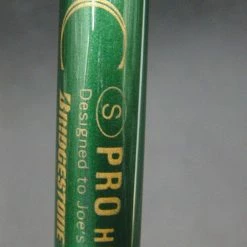 S PRO H
Designed to Joe's
BRIDGESTONE